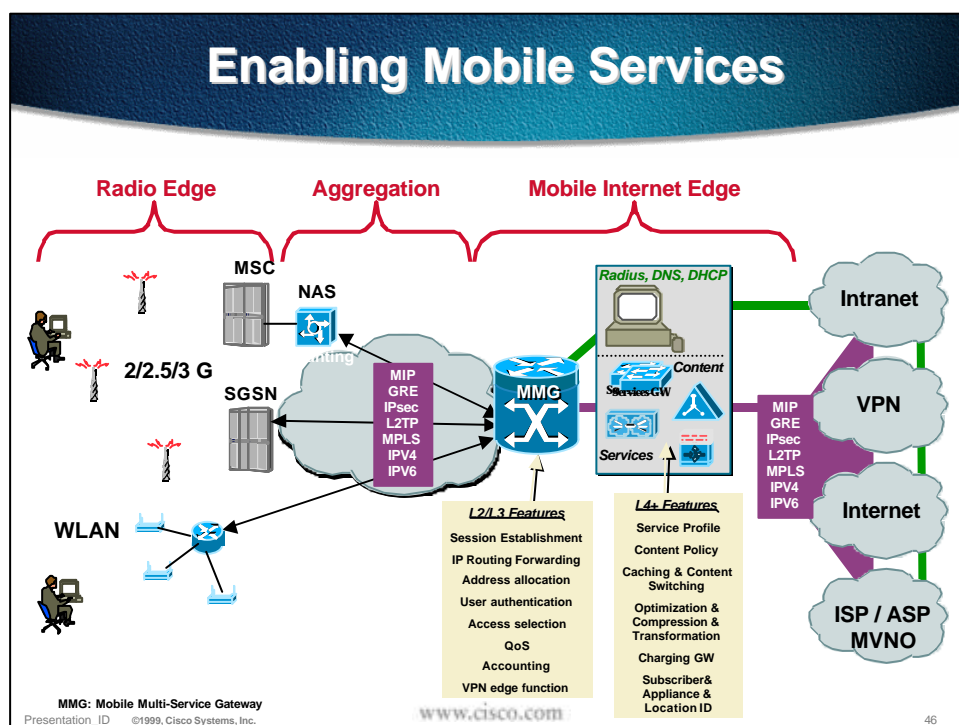 Enabling Mobile Services
Radio Edge
Aggregation
Mobile Internet Edge
MSC
NAS
2/2.5/3 G
SGSN
WLAN
MIP
GRE
IPsec
L2TP
MPLS
IPV4
IPV6
MMG
Radius, DNS, DHCP
Content
Services GW
Services
MIP
GRE
IPsec
L2TP
MPLS
IPV4
IPV6
Intranet
VPN
Internet
ISP / ASP
MVNO
L2/L3 Features
Session Establishment
IP Routing Forwarding
Address allocation
User authentication
Access selection
QoS
Accounting
VPN edge function
L4+ Features
Service Profile
Content Policy
Caching & Content
Switching
Optimization &
Compression &
Transformation
Charging GW
Subscriber&
Appliance &
Location ID
MMG: Mobile Multi-Service Gateway
Presentation_ID ©1999, Cisco Systems, Inc.
www.cisco.com
46